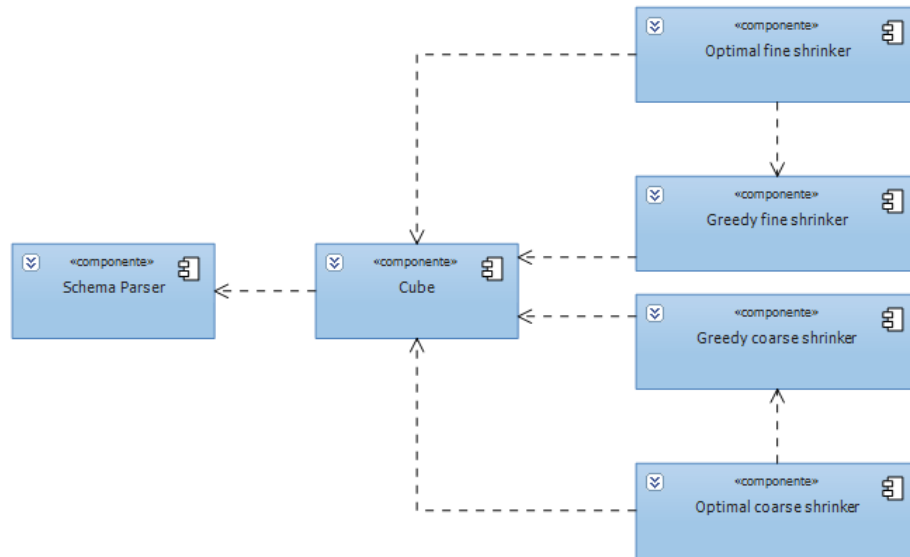 «componente»
Optimal fine shrinker
«componente»
Greedy fine shrinker
«componente»
Schema Parser
«componente»
Cube
«componente»
Greedy coarse shrinker
«componente»
Optimal coarse shrinker